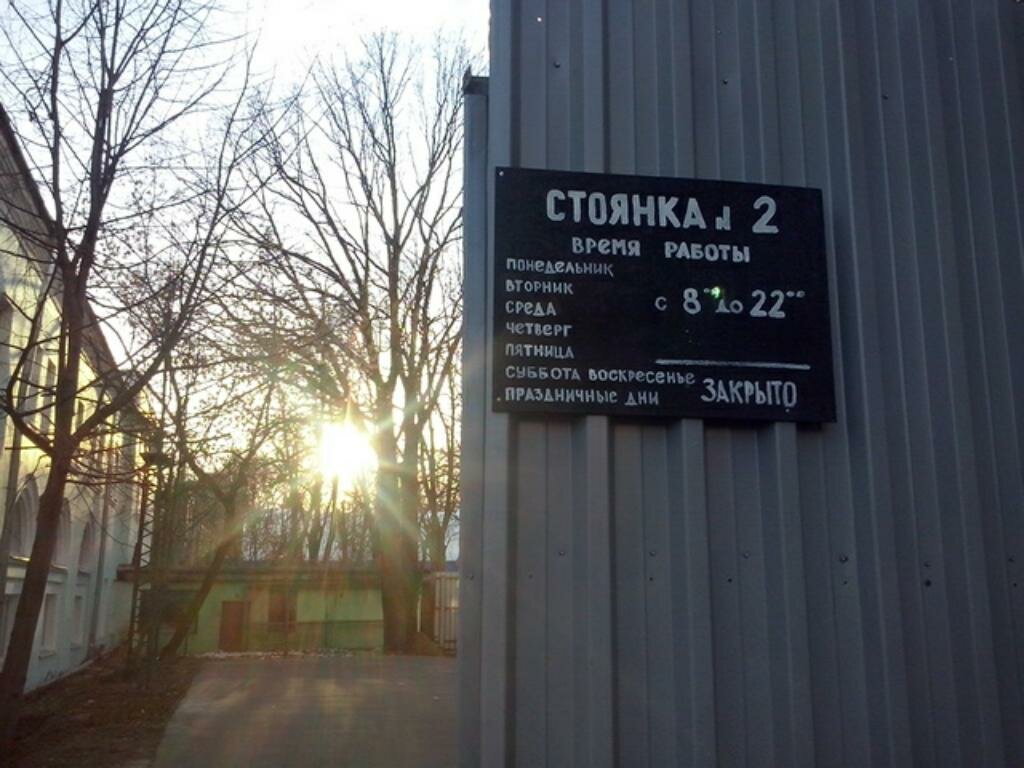 СТОЯНКА № 2
ВРЕМЯ РАБОТЫ
ПОНЕДЕЛЬНИК
ВТОРНИК
СРЕДА
ЧЕТВЕРГ
ПЯТНИЦА
С 8⁰⁰ ДО 22⁰⁰
СУББОТА ВОСКРЕСЕНЬЕ
ПРАЗДНИЧНЫЕ ДНИ
ЗАКРЫТО